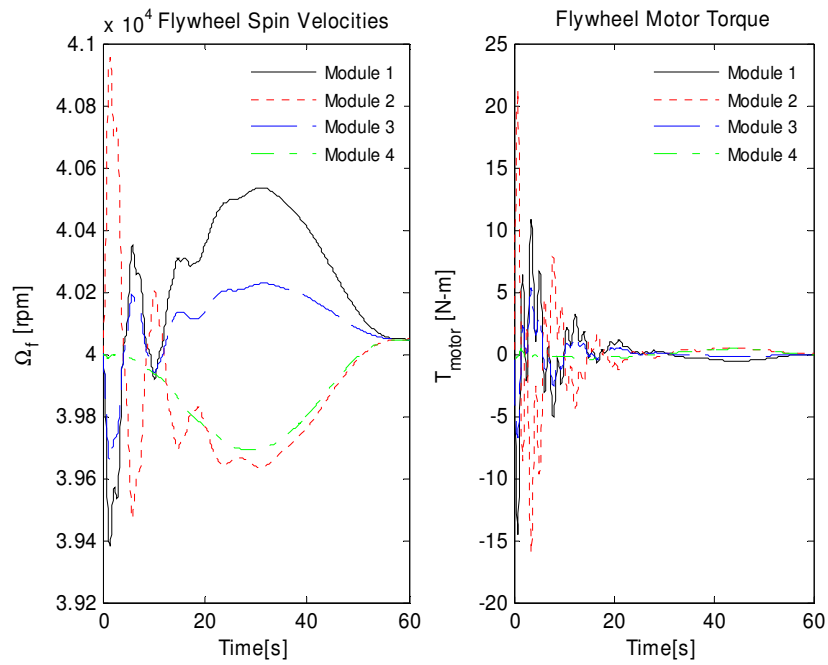 x 10⁴ Flywheel Spin Velocities
4.1
4.08
4.06
4.04
4.02
4
3.98
3.96
3.94
3.92
Ω_f [rpm]
0 20 40 60
Time[s]
Module 1
Module 2
Module 3
Module 4
Flywheel Motor Torque
25
20
15
10
5
0
-5
-10
-15
-20
T_motor [N-m]
0 20 40 60
Time[s]
Module 1
Module 2
Module 3
Module 4